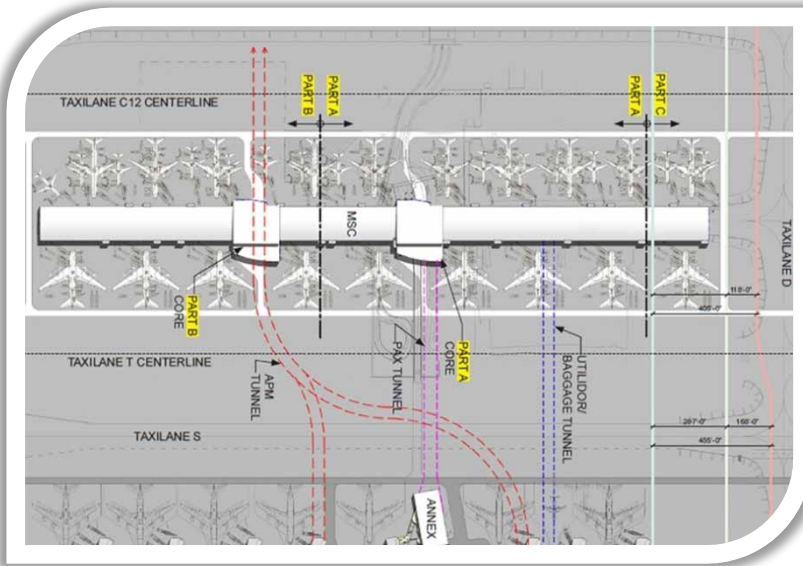 PART B
PART A
PART A
PART C
TAXILANE C12 CENTERLINE
MSC
TAXILANE D
118'-0"
405'-0"
PART B
CORE
PART A
CORE
UTILIDOR/
BAGGAGE TUNNEL
PAX TUNNEL
TAXILANE T CENTERLINE
APM
TUNNEL
TAXILANE S
287'-0"
168'-0"
455'-0"
ANNEX